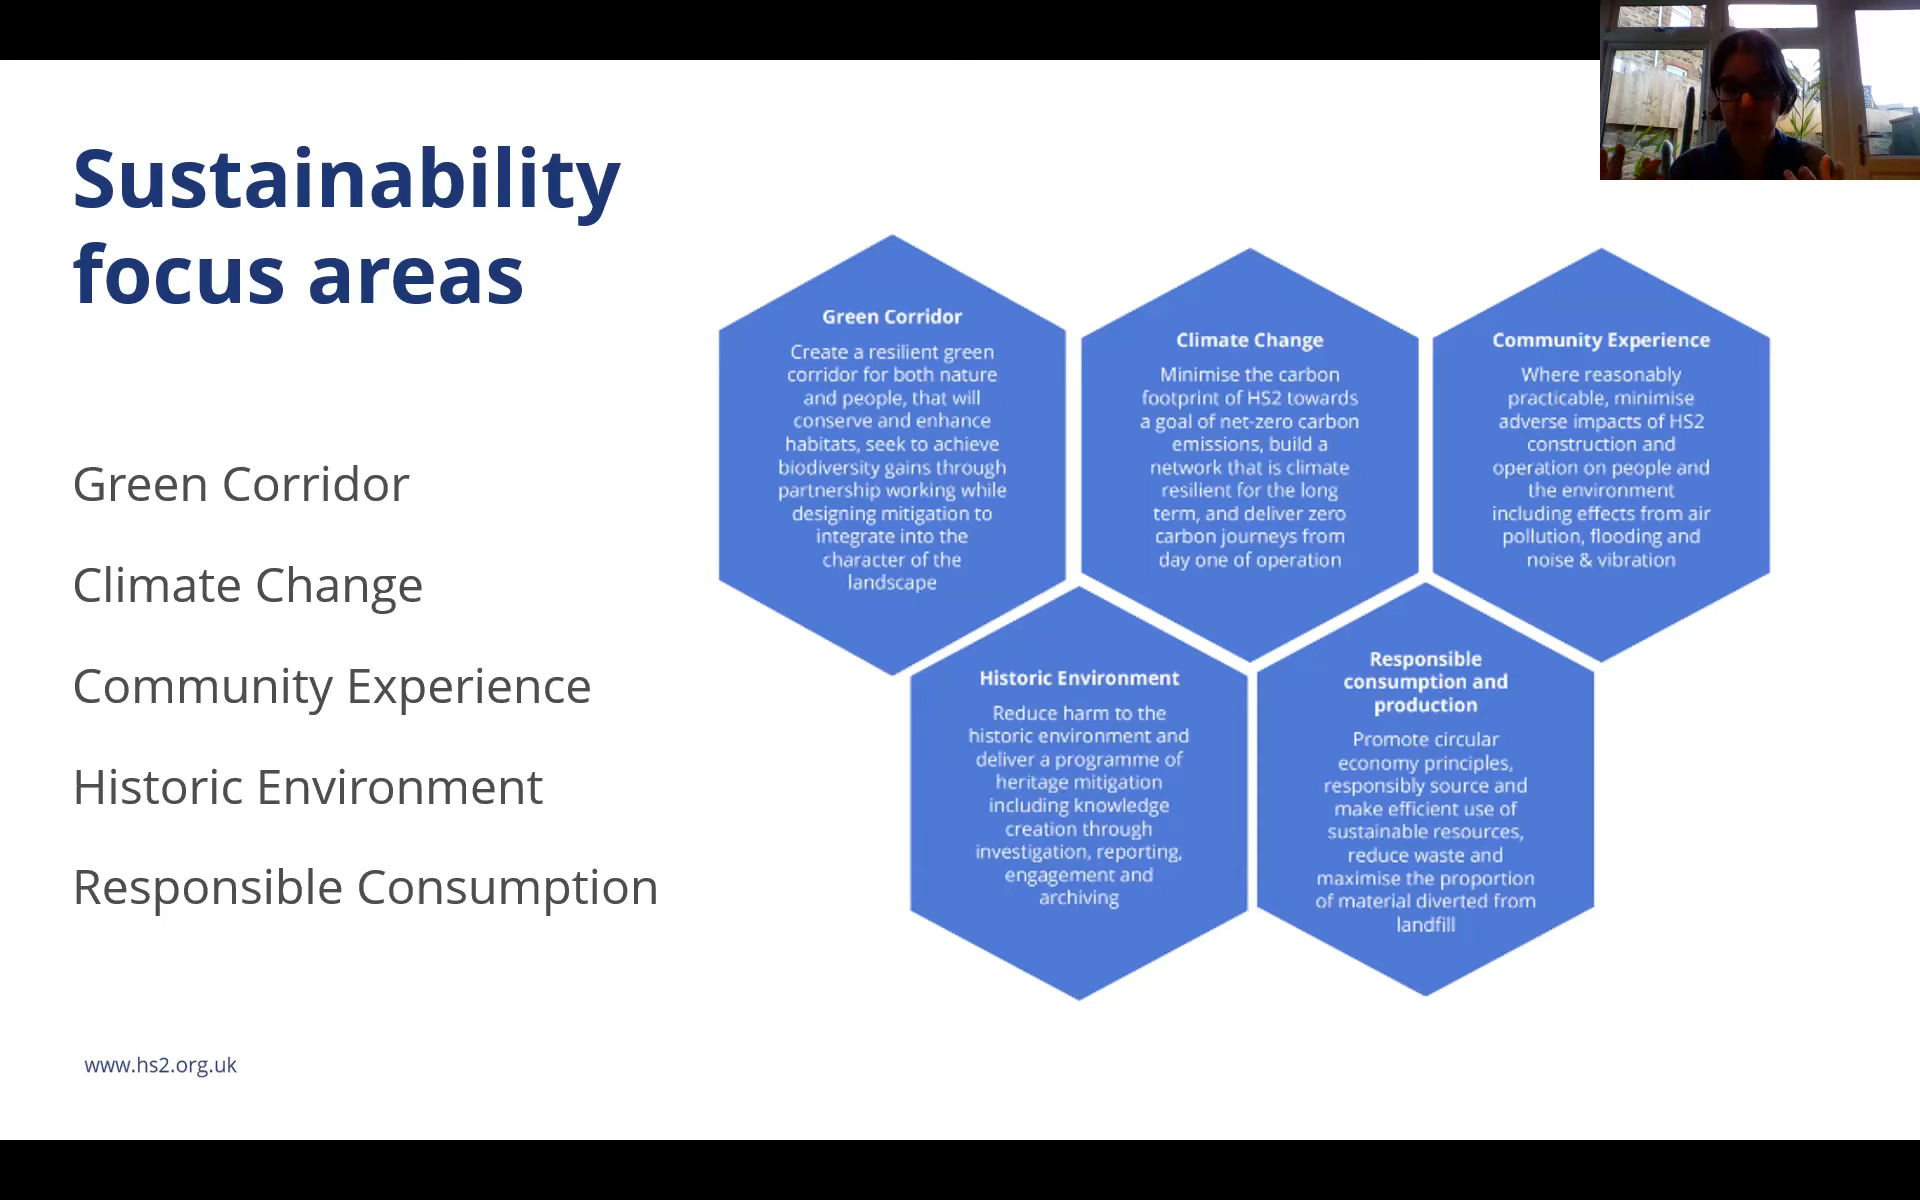 Sustainability
focus areas
Green Corridor
Climate Change
Community Experience
Historic Environment
Responsible Consumption
Green Corridor
Create a resilient green
corridor for both nature
and people, that will
conserve and enhance
habitats, seek to achieve
biodiversity gains through
partnership working while
designing mitigation to
integrate into the
character of the
landscape
Climate Change
Minimise the carbon
footprint of HS2 towards
a goal of net-zero carbon
emissions, build a
network that is climate
resilient for the long
term, and deliver zero
carbon journeys from
day one of operation
Community Experience
Where reasonably
practicable, minimise
adverse impacts of HS2
construction and
operation on people and
the environment
including effects from air
pollution, flooding and
noise & vibration
Historic Environment
Reduce harm to the
historic environment and
deliver a programme of
heritage mitigation
including knowledge
creation through
investigation, reporting,
engagement and
archiving
Responsible
consumption and
production
Promote circular
economy principles,
responsibly source and
make efficient use of
sustainable resources,
reduce waste and
maximise the proportion
of material diverted from
landfill
www.hs2.org.uk